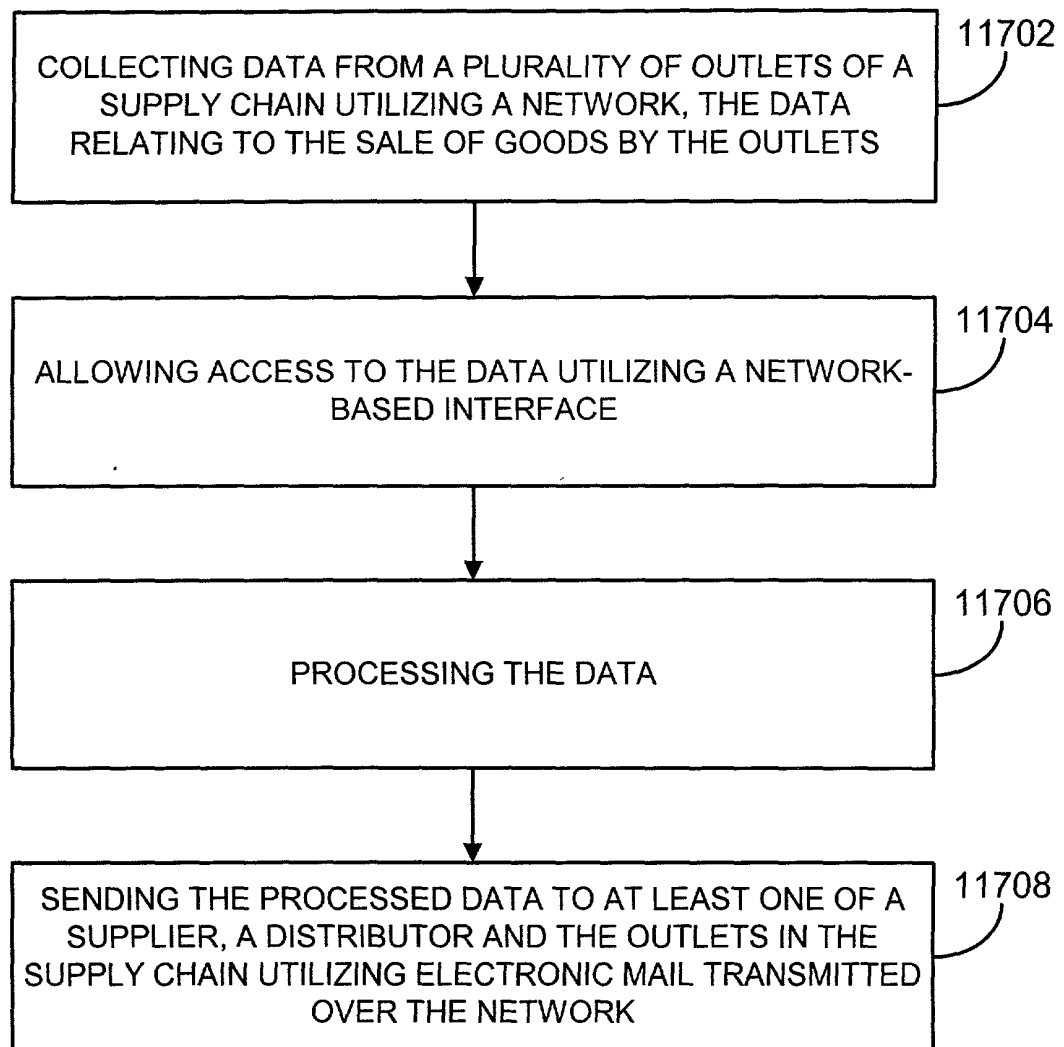 11702
COLLECTING DATA FROM A PLURALITY OF OUTLETS OF A
SUPPLY CHAIN UTILIZING A NETWORK, THE DATA
RELATING TO THE SALE OF GOODS BY THE OUTLETS
11704
ALLOWING ACCESS TO THE DATA UTILIZING A NETWORK-
BASED INTERFACE
11706
PROCESSING THE DATA
11708
SENDING THE PROCESSED DATA TO AT LEAST ONE OF A
SUPPLIER, A DISTRIBUTOR AND THE OUTLETS IN THE
SUPPLY CHAIN UTILIZING ELECTRONIC MAIL TRANSMITTED
OVER THE NETWORK